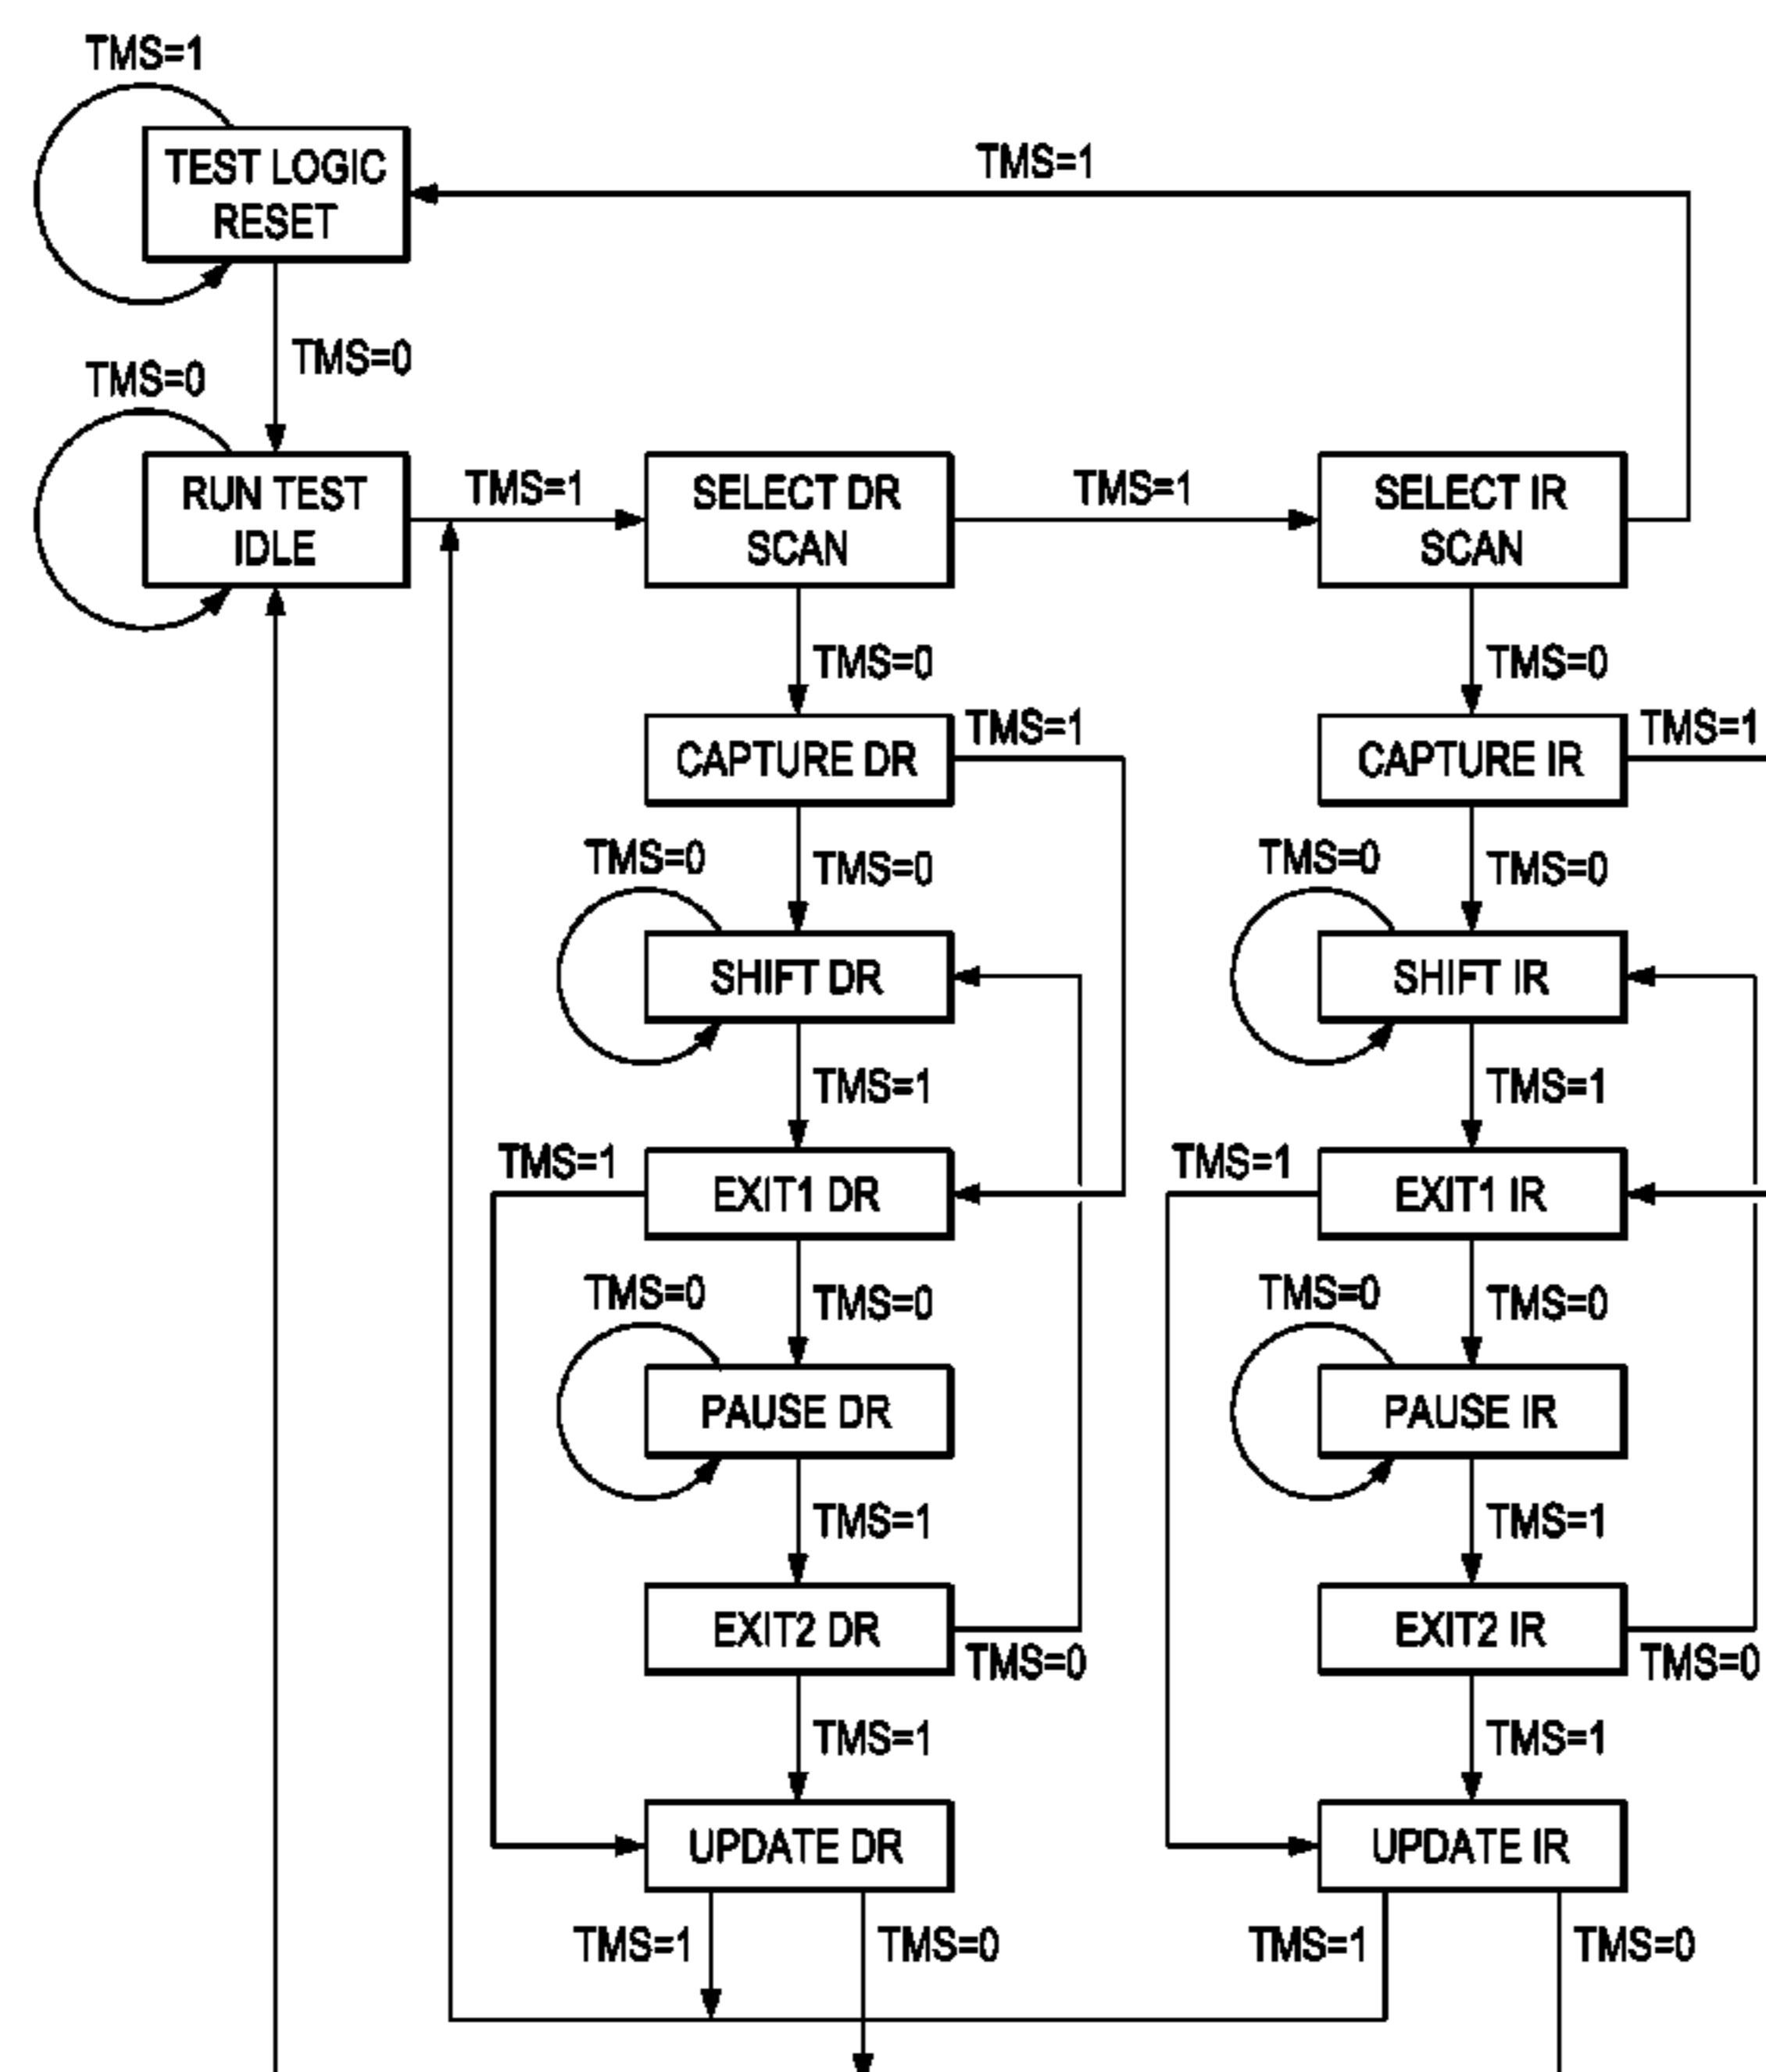 TMS=1
TEST LOGIC
RESET
TMS=1
TMS=0
TMS=0
RUN TEST
IDLE
TMS=1
SELECT DR
SCAN
TMS=1
SELECT IR
SCAN
TMS=0
TMS=0
CAPTURE DR
TMS=1
CAPTURE IR
TMS=1
TMS=0
TMS=0
TMS=0
TMS=0
SHIFT DR
SHIFT IR
TMS=1
TMS=1
TMS=1
EXIT1 DR
TMS=1
EXIT1 IR
TMS=0
TMS=0
TMS=0
TMS=0
PAUSE DR
PAUSE IR
TMS=1
TMS=1
EXIT2 DR
TMS=0
EXIT2 IR
TMS=0
TMS=1
TMS=1
UPDATE DR
UPDATE IR
TMS=1
TMS=0
TMS=1
TMS=0